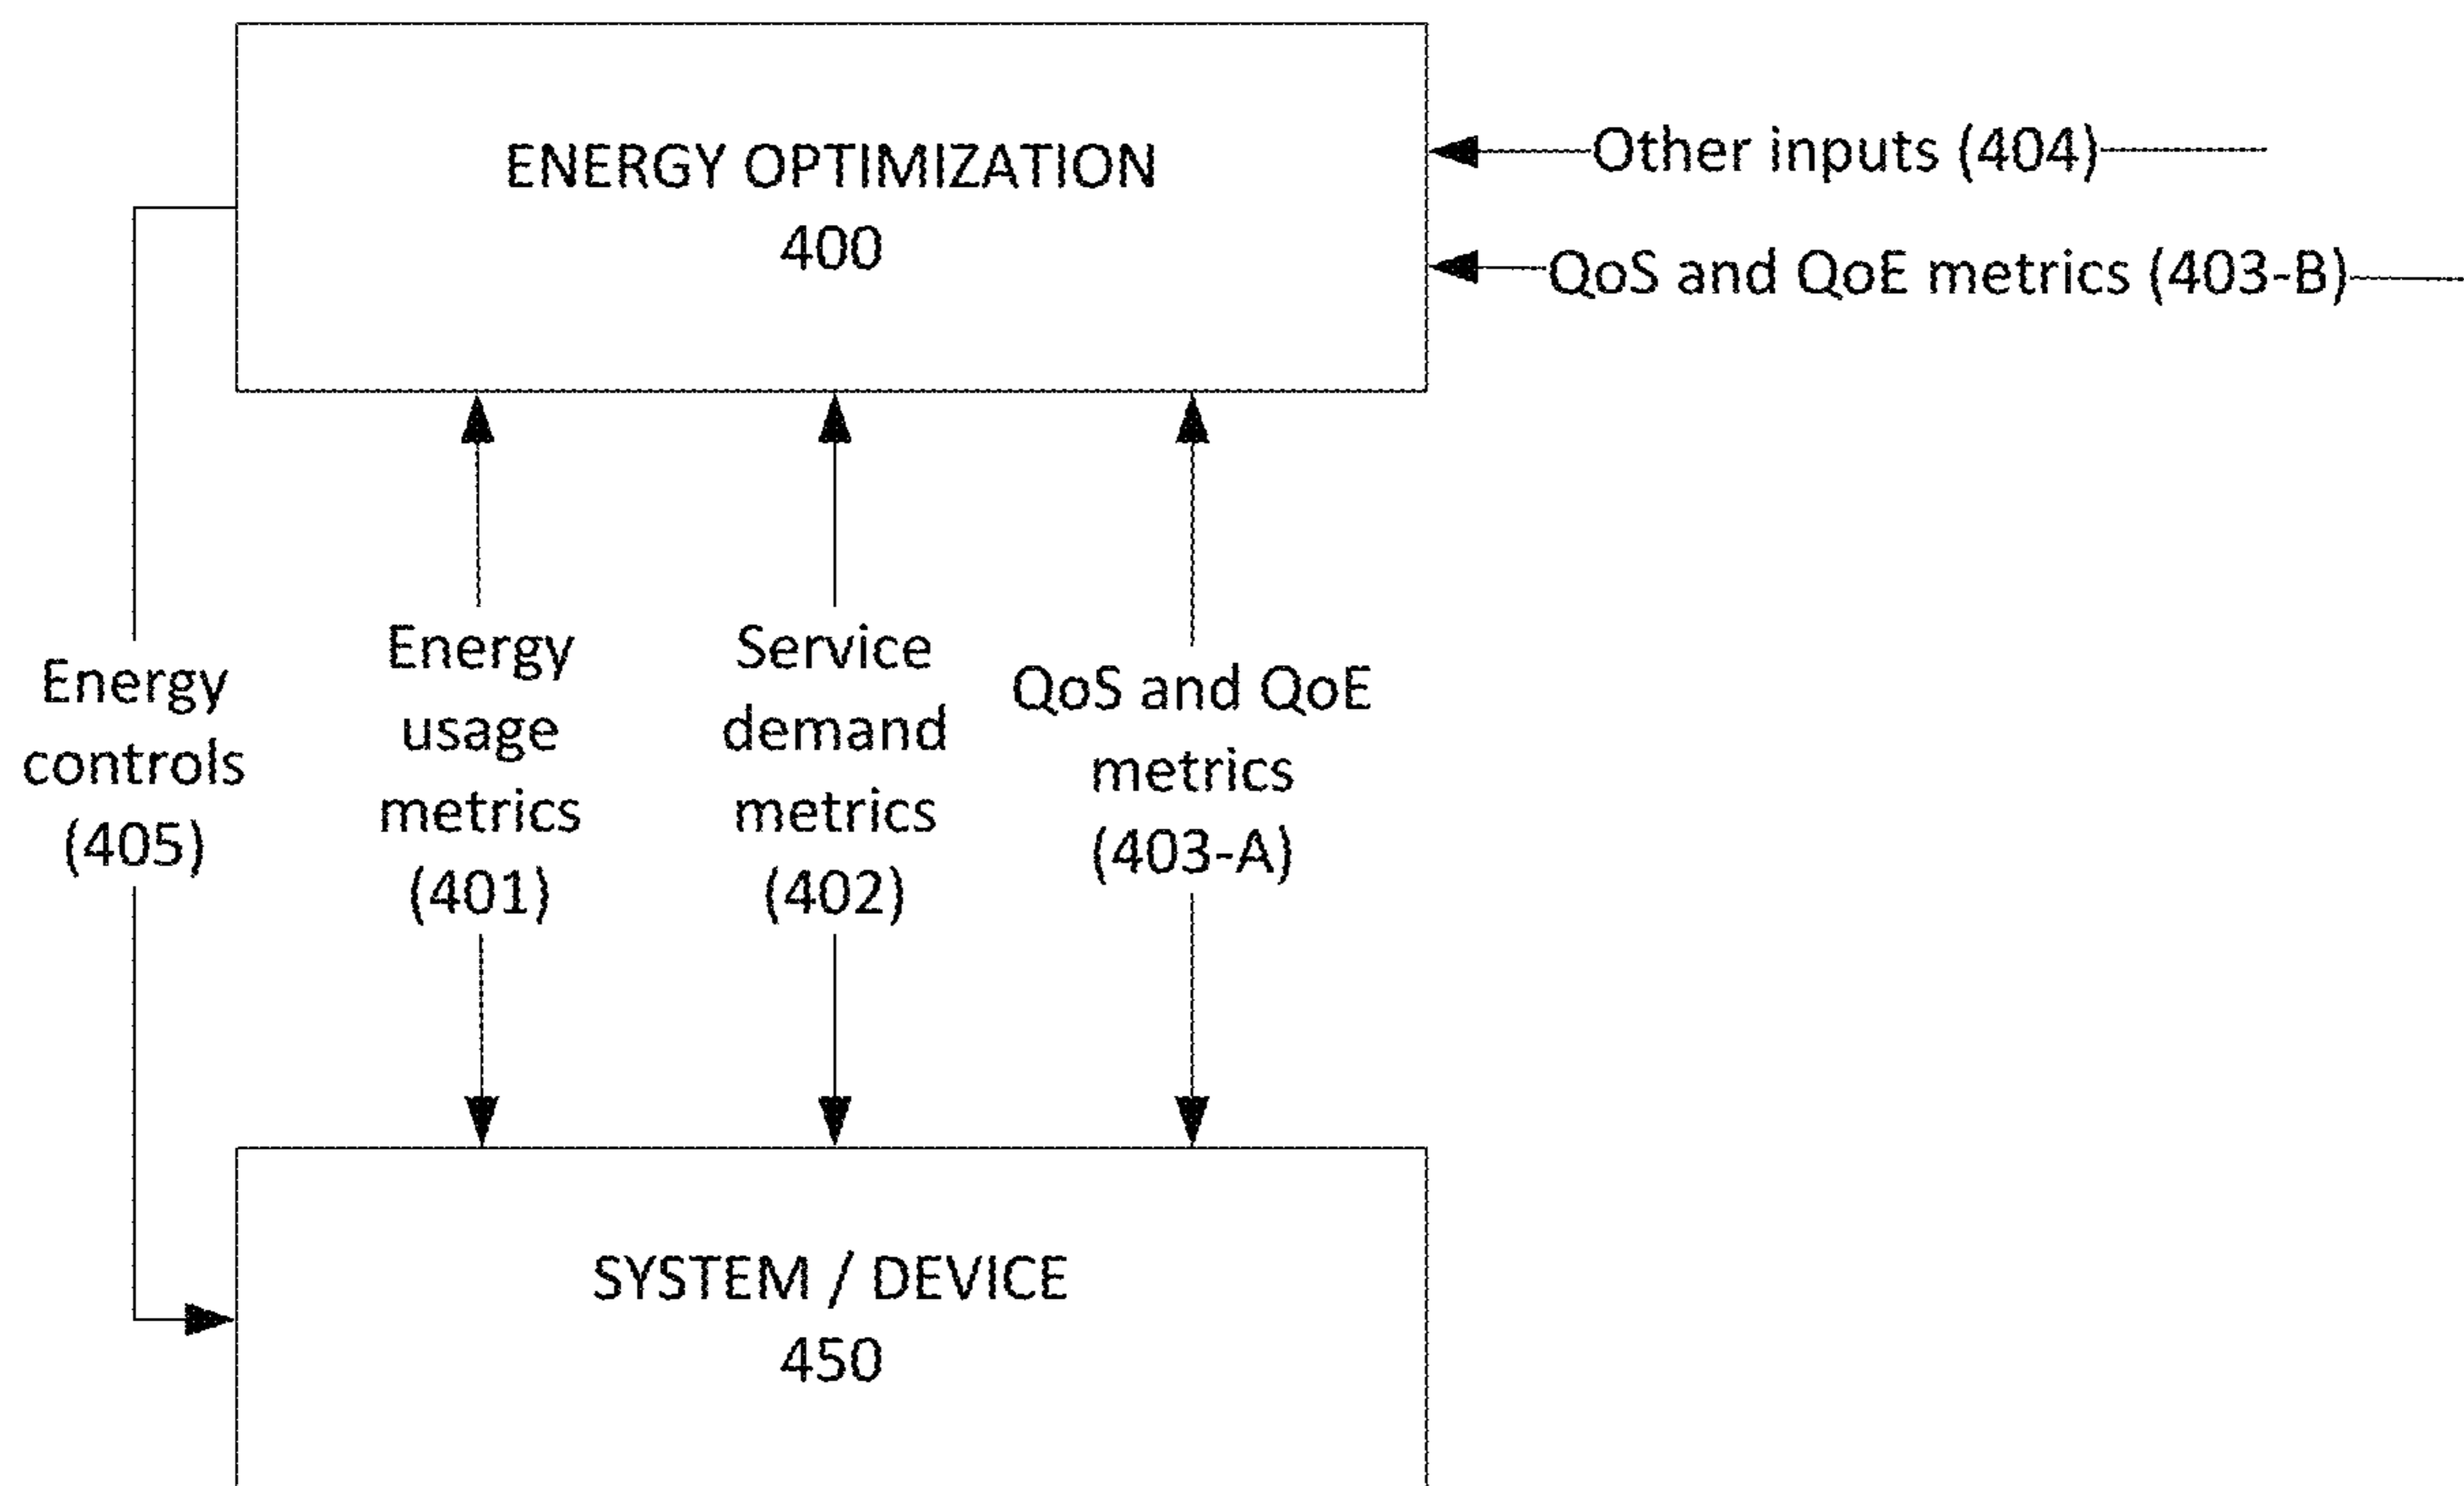 ENERGY OPTIMIZATION
400
Other inputs (404)
QoS and QoE metrics (403-B)
Energy
controls
(405)
Energy
usage
metrics
(401)
Service
demand
metrics
(402)
QoS and QoE
metrics
(403-A)
SYSTEM / DEVICE
450